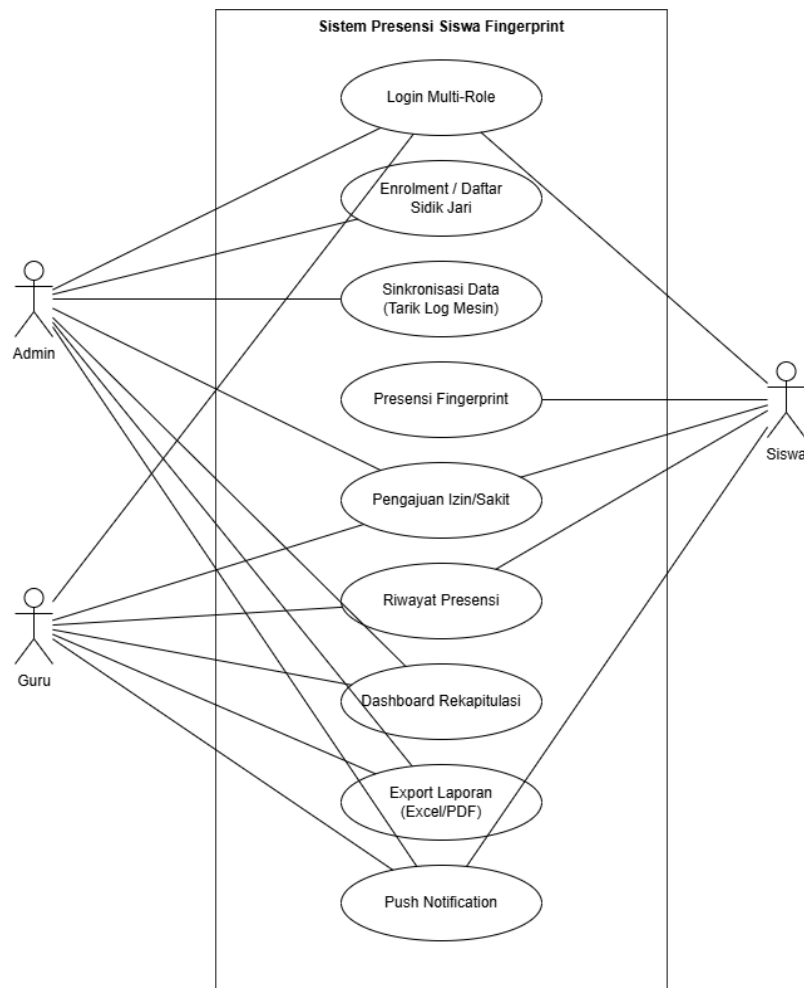 Sistem Presensi Siswa Fingerprint
Login Multi-Role
Enrolment / Daftar
Sidik Jari
Sinkronisasi Data
(Tarik Log Mesin)
Admin
Presensi Fingerprint
Siswa
Pengajuan Izin/Sakit
Riwayat Presensi
Guru
Dashboard Rekapitulasi
Export Laporan
(Excel/PDF)
Push Notification